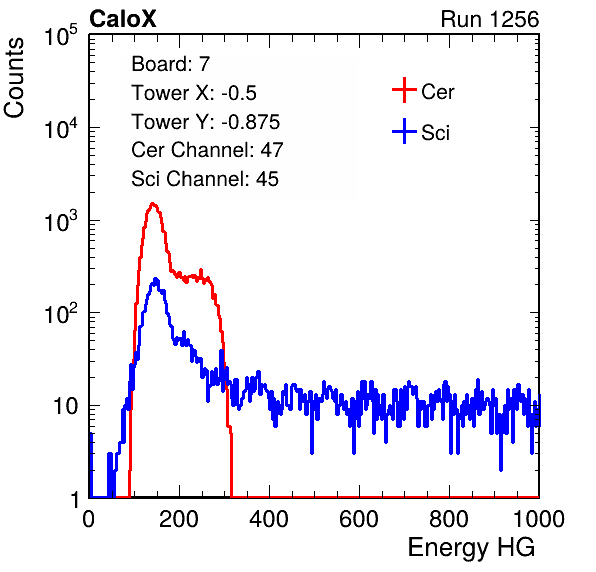 CaloX Run 1256
Counts
Board: 7
Tower X: -0.5
Tower Y: -0.875
Cer Channel: 47
Sci Channel: 45
Cer
Sci
10^5
10^4
10^3
10^2
10
1
0 200 400 600 800 1000
Energy HG